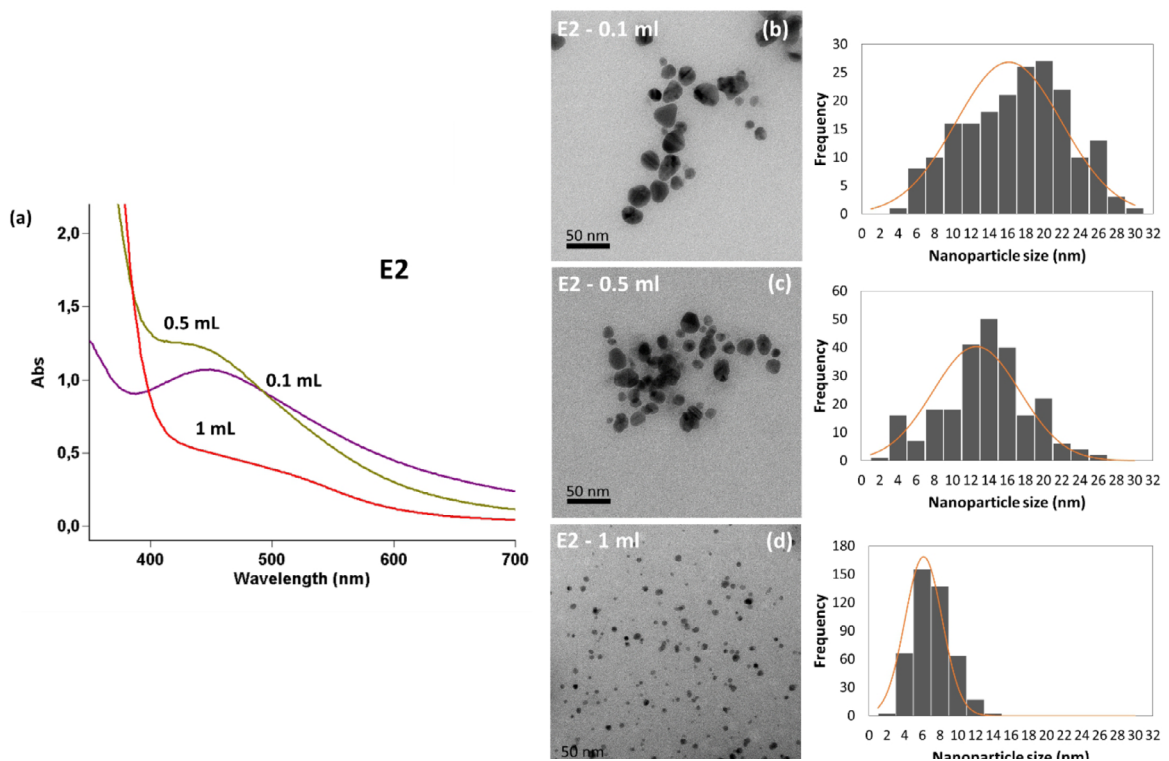 (a)
E2
0.5 mL
0.1 mL
1 mL
Abs
2,0
1,5
1,0
0,5
0,0
400 500 600 700
Wavelength (nm)
E2 - 0.1 ml (b)
50 nm
Frequency
30
25
20
15
10
5
0
0 2 4 6 8 10 12 14 16 18 20 22 24 26 28 30 32
Nanoparticle size (nm)
E2 - 0.5 ml (c)
50 nm
Frequency
60
50
40
30
20
10
0
0 2 4 6 8 10 12 14 16 18 20 22 24 26 28 30 32
Nanoparticle size (nm)
E2 - 1 ml (d)
50 nm
Frequency
180
150
120
90
60
30
0
0 2 4 6 8 10 12 14 16 18 20 22 24 26 28 30 32
Nanoparticle size (nm)